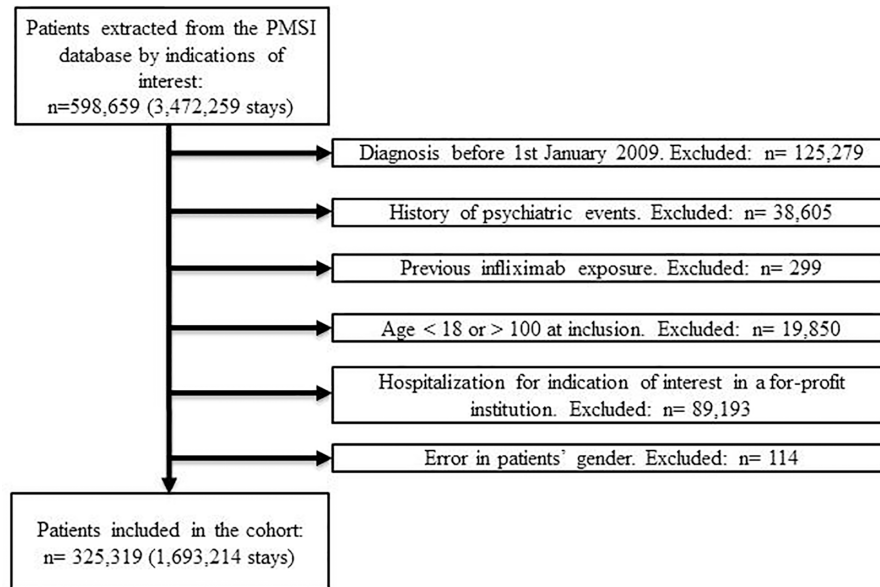 Patients extracted from the PMSI
database by indications of
interest:
n=598,659 (3,472,259 stays)
Diagnosis before 1st January 2009. Excluded: n= 125,279
History of psychiatric events. Excluded: n= 38,605
Previous infliximab exposure. Excluded: n= 299
Age < 18 or > 100 at inclusion. Excluded: n= 19,850
Hospitalization for indication of interest in a for-profit
institution. Excluded: n= 89,193
Error in patients’ gender. Excluded: n= 114
Patients included in the cohort:
n= 325,319 (1,693,214 stays)